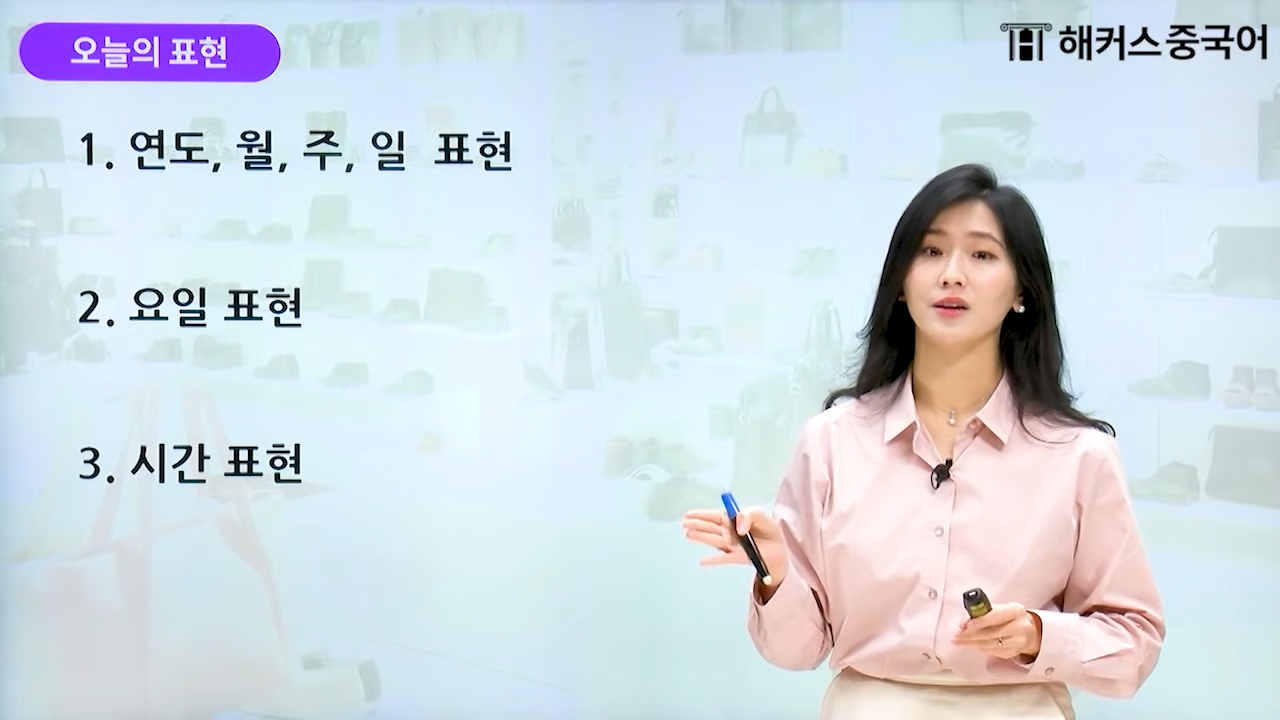 오늘의 표현
해커스중국어
1. 연도, 월, 주, 일 표현
2. 요일 표현
3. 시간 표현